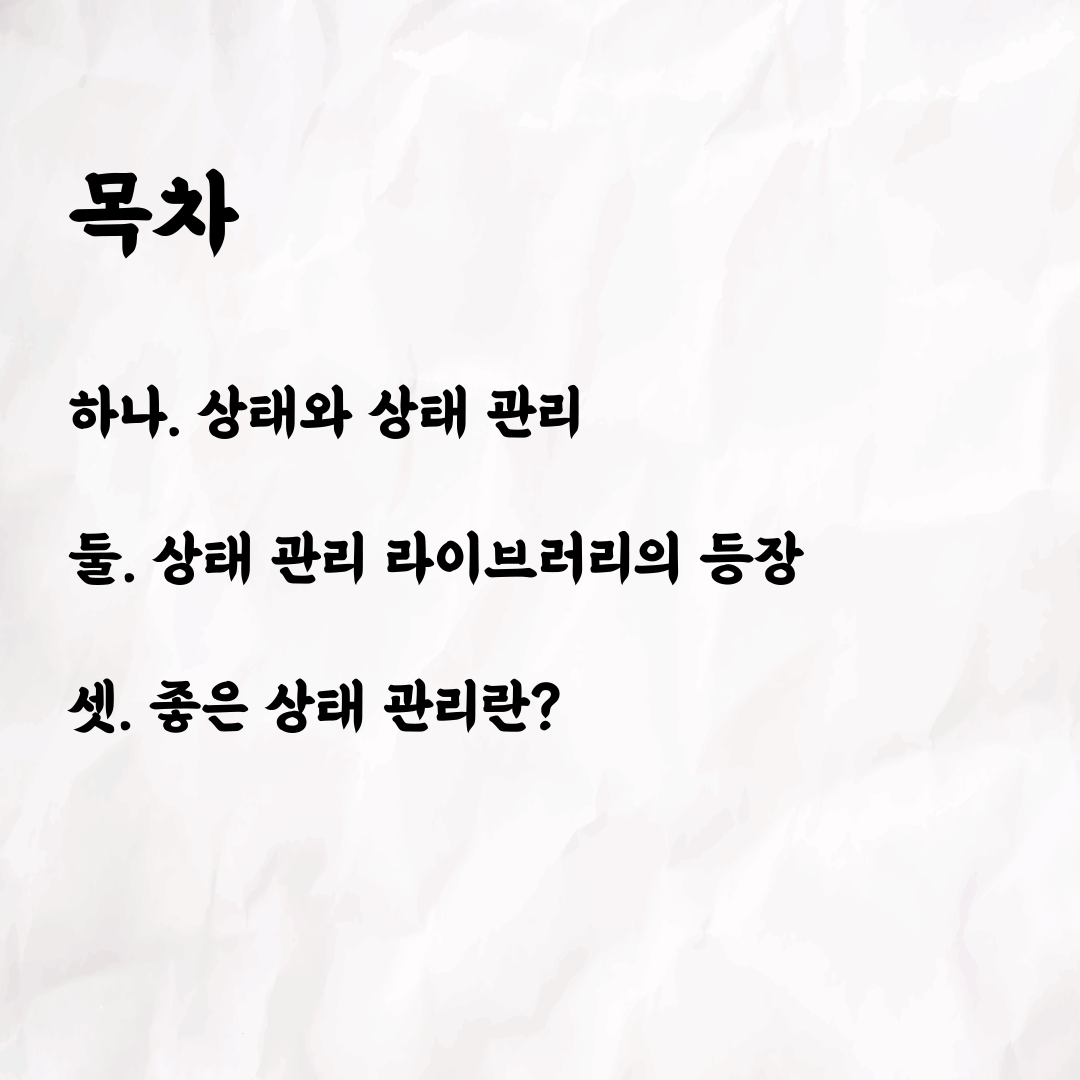 목차
하나. 상태와 상태 관리
둘. 상태 관리 라이브러리의 등장
셋. 좋은 상태 관리란?